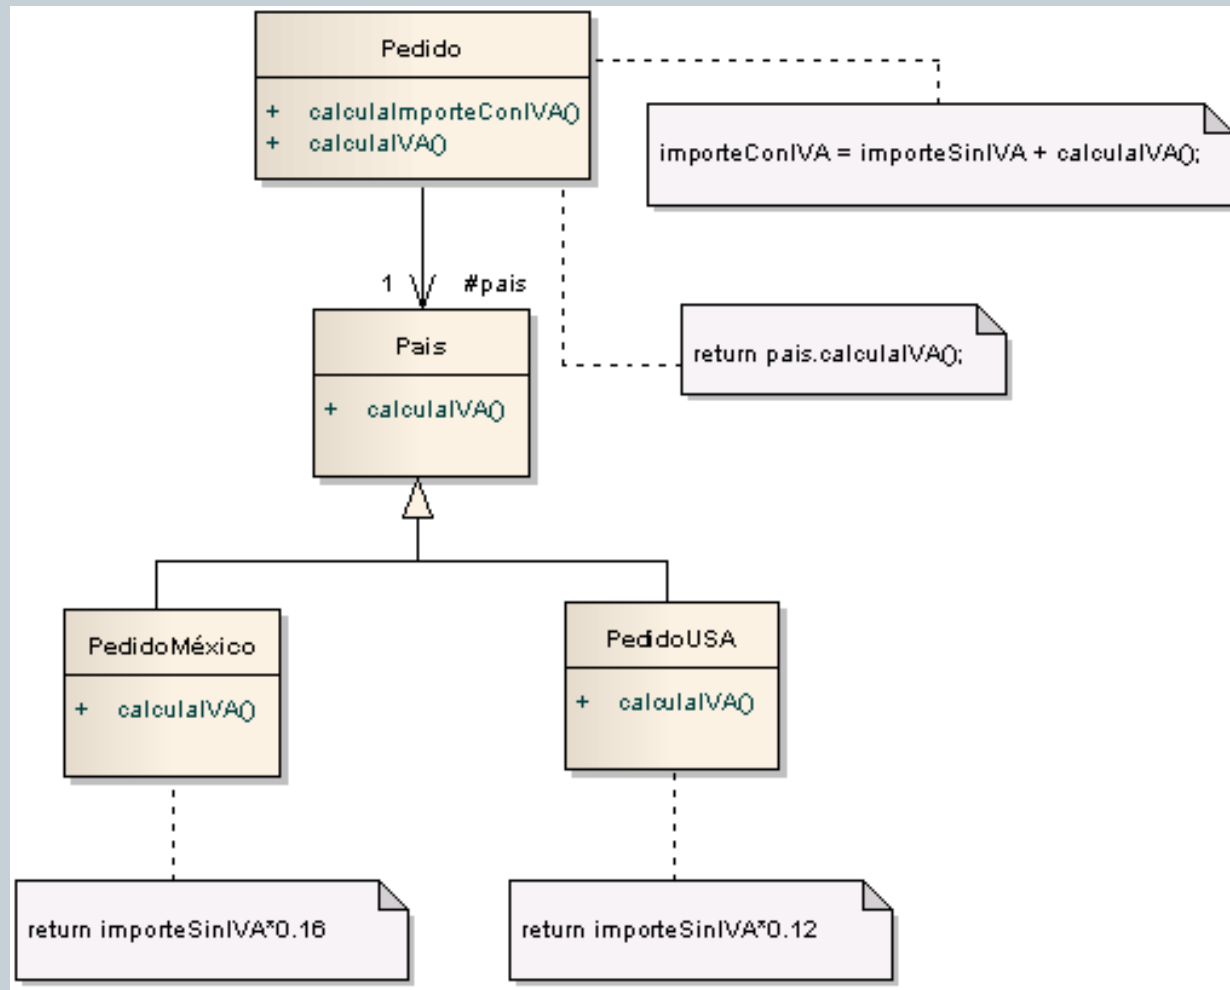 Pedido
+ calculaImporteConIVA()
+ calculaIVA()
importeConIVA = importeSinIVA + calculaIVA();
1 #pais
Pais
+ calculaIVA()
return pais.calculaIVA();
PedidoMéxico
+ calculaIVA()
PedidoUSA
+ calculaIVA()
return importeSinIVA*0.16
return importeSinIVA*0.12